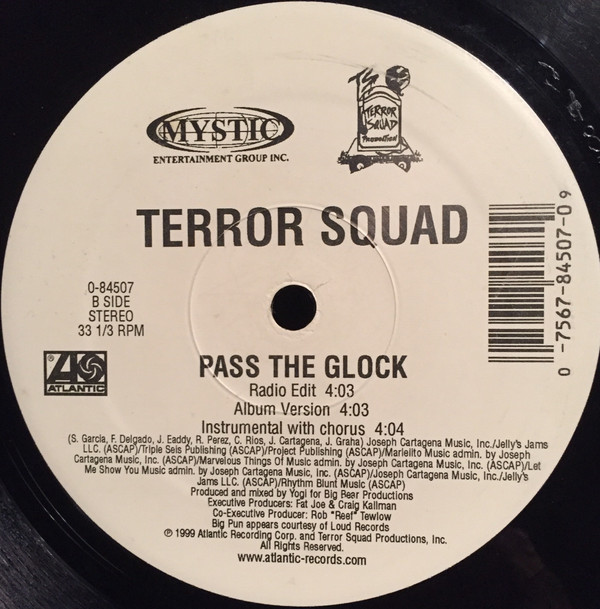 MYSTIC
ENTERTAINMENT GROUP INC.
TS
TERROR
SQUAD
PRODUCTION
TERROR SQUAD
0-84507
B SIDE
STEREO
33 1/3 RPM
ATLANTIC
0 -7567-84507-0 9
PASS THE GLOCK
Radio Edit 4:03
Album Version 4:03
Instrumental with chorus 4:04
(S. Garcia, F. Delgado, J. Eaddy, R. Perez, C. Rios, J. Cartagena, J. Graha) Joseph Cartagena Music, Inc./Jelly's Jams
LLC. (ASCAP)/Triple Seis Publishing (ASCAP)/Project Publishing (ASCAP)/Mariellto Music admin. by Joseph
Cartagena Music, Inc. (ASCAP)/Marvelous Things Of Music admin. by Joseph Cartagena Music, Inc. (ASCAP)/Let
Me Show You Music admin. by Joseph Cartagena Music, Inc. (ASCAP)/Joseph Cartagena Music, Inc./Jelly's
Jams LLC. (ASCAP)/Rhythm Blunt Music (ASCAP)
Produced and mixed by Yogi for Big Bear Productions
Executive Producers: Fat Joe & Craig Kallman
Co-Executive Producer: Rob "Reef" Tewlow
Big Pun appears courtesy of Loud Records
℗ 1999 Atlantic Recording Corp. and Terror Squad Productions, Inc.
All Rights Reserved.
www.atlantic-records.com